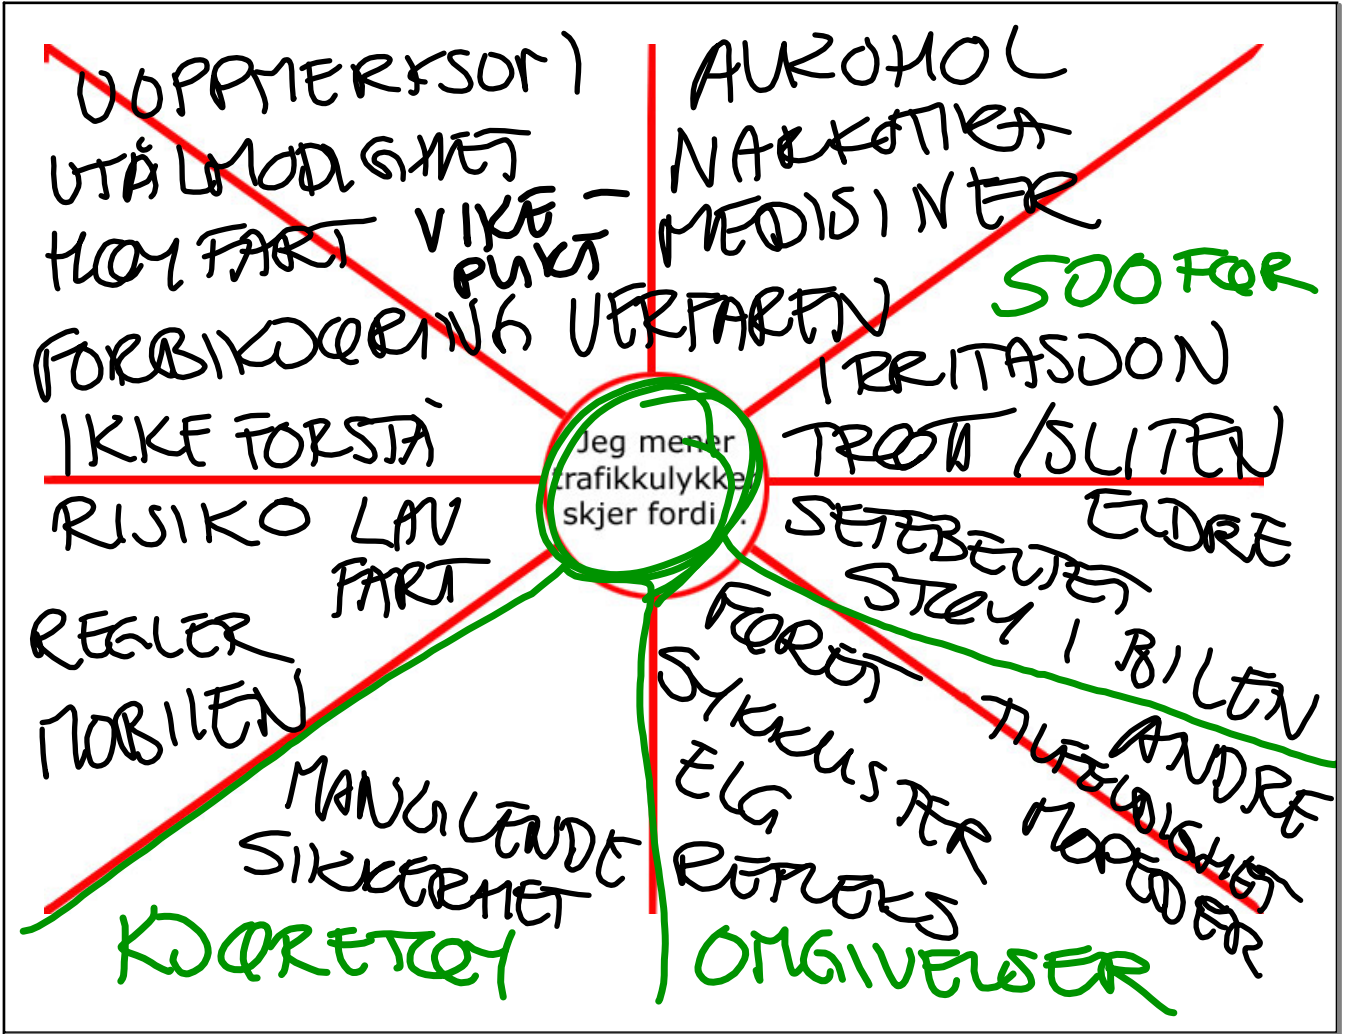 UOPPMERKSOM
ALKOHOL
UTÅLMODIGHET
NARKOTIKA
HØY FART
VIKE-
PLIKT
MEDISINER
SJÅFØR
FORBIKJØRING
UERFAREN
IRRITASJON
IKKE FORSTÅ
TRØTT/SLITEN
Jeg mener
trafikkulykker
skjer fordi...
RISIKO
LAV
FART
SETEBELTET
ELDRE
STØY I BILEN
REGLER
MOBILEN
FØRET
SYKKLISTER
ELG
REFLEKS
ANDRE
TILFELDIGHET
MOPEDER
MANGLENDE
SIKKERHET
KJØRETØY
OMGIVELSER